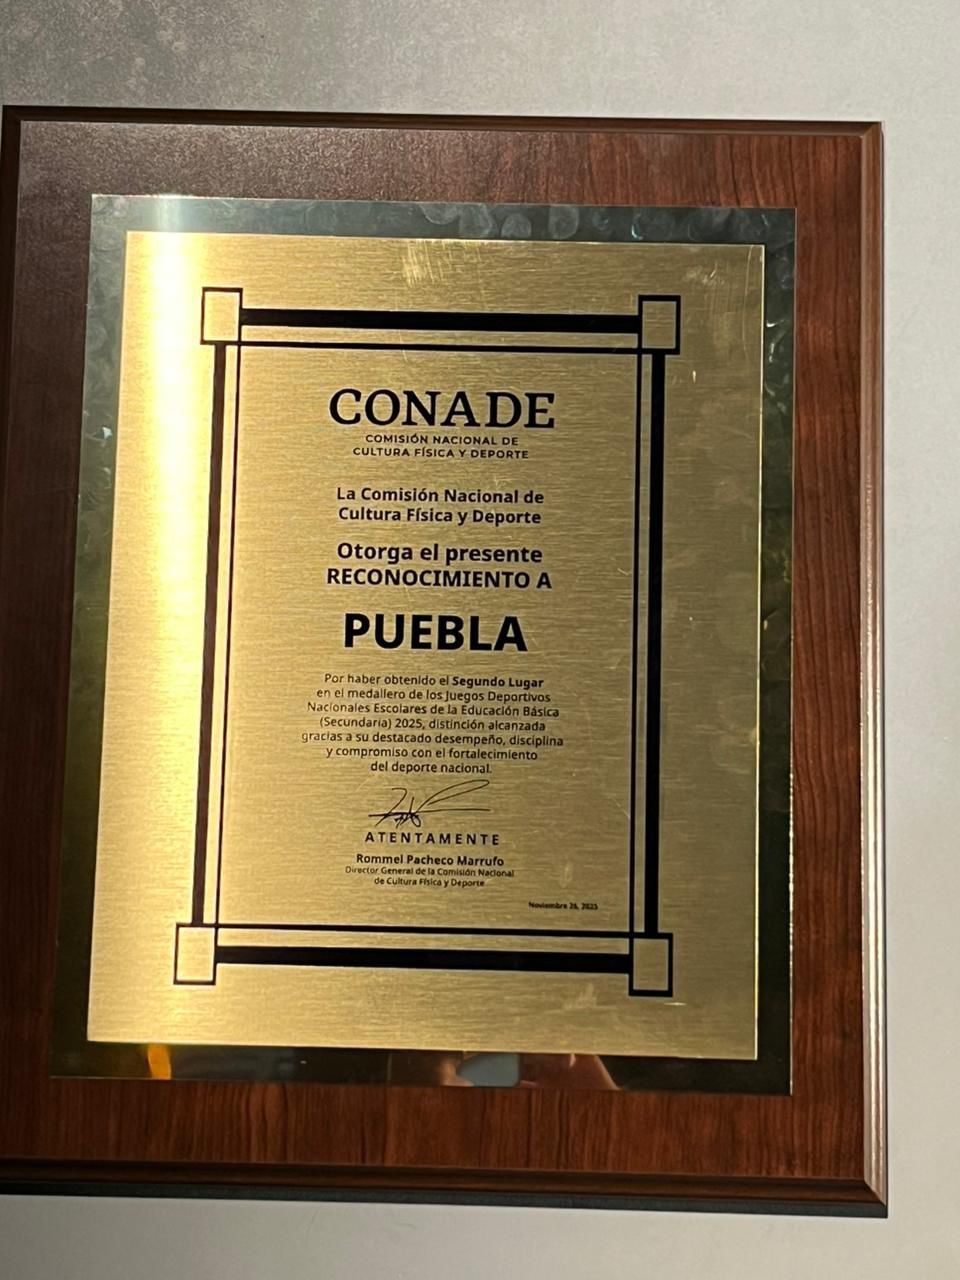 CONADE
COMISIÓN NACIONAL DE
CULTURA FÍSICA Y DEPORTE
La Comisión Nacional de
Cultura Física y Deporte
Otorga el presente
RECONOCIMIENTO A
PUEBLA
Por haber obtenido el Segundo Lugar
en el medallero de los Juegos Deportivos
Nacionales Escolares de la Educación Básica
(Secundaria) 2025, distinción alcanzada
gracias a su destacado desempeño, disciplina
y compromiso con el fortalecimiento
del deporte nacional.
ATENTAMENTE
Rommel Pacheco Marrufo
Director General de la Comisión Nacional
de Cultura Física y Deporte
Noviembre 26, 2025